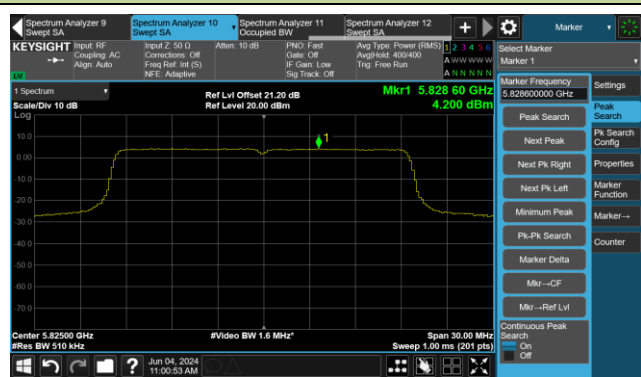 Spectrum Analyzer 9
Swept SA
Spectrum Analyzer 10
Swept SA
Spectrum Analyzer 11
Occupied BW
Spectrum Analyzer 12
Swept SA
+
Marker
KEYSIGHT
Input: RF
Coupling: AC
Align: Auto
Input Z: 50 Ω
Corrections: Off
Freq Ref: Int (S)
NFE: Adaptive
Atten: 10 dB
PNO: Fast
Gate: Off
IF Gain: Low
Sig Track: Off
Avg Type: Power (RMS)
Avg|Hold: 400/400
Trig: Free Run
1 2 3 4 5 6
A W W W W W
A N N N N N
LXI
Select Marker
Marker 1
1 Spectrum
Scale/Div 10 dB
Log
Ref Lvl Offset 21.20 dB
Ref Level 20.00 dBm
Mkr1 5.828 60 GHz
4.200 dBm
10.0
0.00
-10.0
-20.0
-30.0
-40.0
-50.0
-60.0
-70.0
1
Center 5.82500 GHz
#Res BW 510 kHz
#Video BW 1.6 MHz*
Span 30.00 MHz
Sweep 1.00 ms (201 pts)
Marker Frequency
5.828600000 GHz
Peak Search
Next Peak
Next Pk Right
Next Pk Left
Minimum Peak
Pk-Pk Search
Marker Delta
Mkr→CF
Mkr→Ref Lvl
Continuous Peak
Search
On
Off
Settings
Peak
Search
Pk Search
Config
Properties
Marker
Function
Marker→
Counter
?
Jun 04, 2024
11:00:53 AM